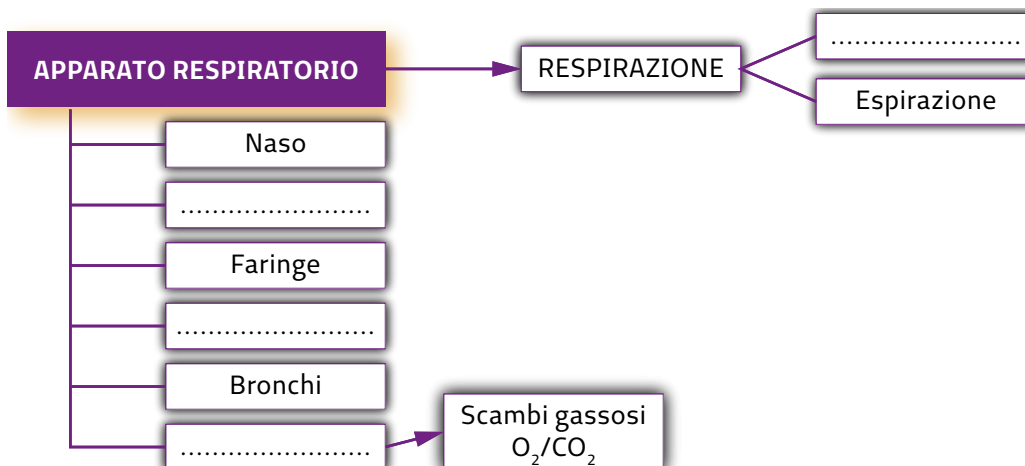 APPARATO RESPIRATORIO
RESPIRAZIONE
........................
Espirazione
Naso
........................
Faringe
.........................
Bronchi
........................
Scambi gassosi
O₂/CO₂